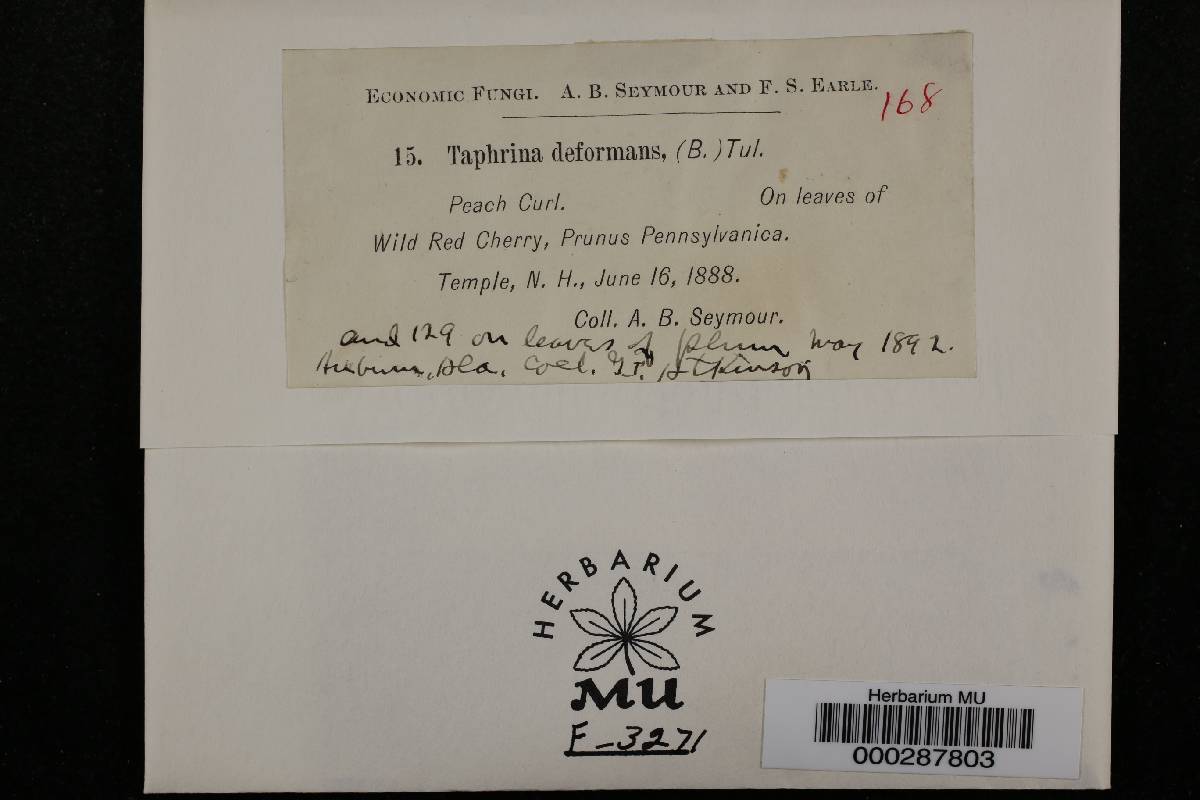 ECONOMIC FUNGI. A. B. SEYMOUR AND F. S. EARLE.
168
15. Taphrina deformans, (B.) Tul.
Peach Curl. On leaves of
Wild Red Cherry, Prunus Pennsylvanica.
Temple, N. H., June 16, 1888.
Coll. A. B. Seymour.
and 129 on leaves of plum May 1892.
Auburn, Ala. Coll. G.F. Atkinson
HERBARIUM
MU
F-3271
Herbarium MU
000287803